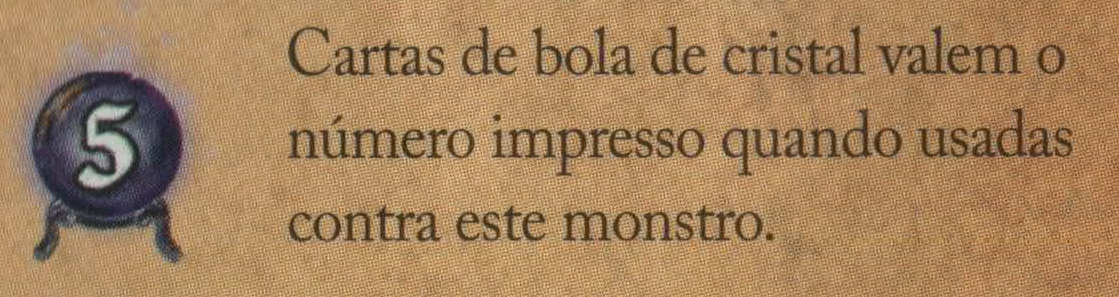 5
Cartas de bola de cristal valem o
número impresso quando usadas
contra este monstro.